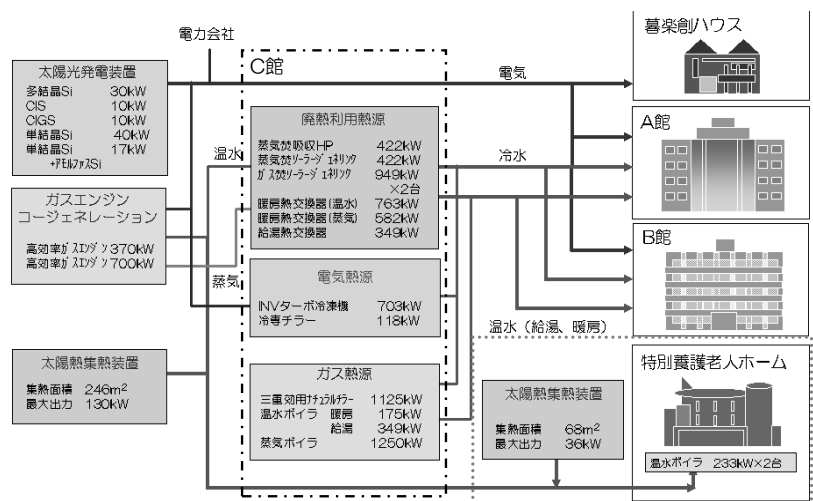 電力会社
C館
太陽光発電装置
多結晶Si 30kW
CIS 10kW
CIGS 10kW
単結晶Si 40kW
単結晶Si 17kW
+アモルファスSi
ガスエンジン
コージェネレーション
高効率ガスエンジン 370kW
高効率ガスエンジン 700kW
太陽熱集熱装置
集熱面積 246m²
最大出力 130kW
温水
蒸気
廃熱利用熱源
蒸気焚吸収HP 422kW
蒸気焚ソーラージェネリンク 422kW
ガス焚ソーラージェネリンク 949kW
×2台
暖房熱交換器(温水) 763kW
暖房熱交換器(蒸気) 582kW
給湯熱交換器 349kW
電気熱源
INVターボ冷凍機 703kW
冷専チラー 118kW
ガス熱源
三重効用ナチュラルチラー 1125kW
温水ボイラ 暖房 175kW
給湯 349kW
蒸気ボイラ 1250kW
電気
冷水
温水（給湯、暖房）
太陽熱集熱装置
集熱面積 68m²
最大出力 36kW
暮楽創ハウス
A館
B館
特別養護老人ホーム
温水ボイラ 233kW×2台